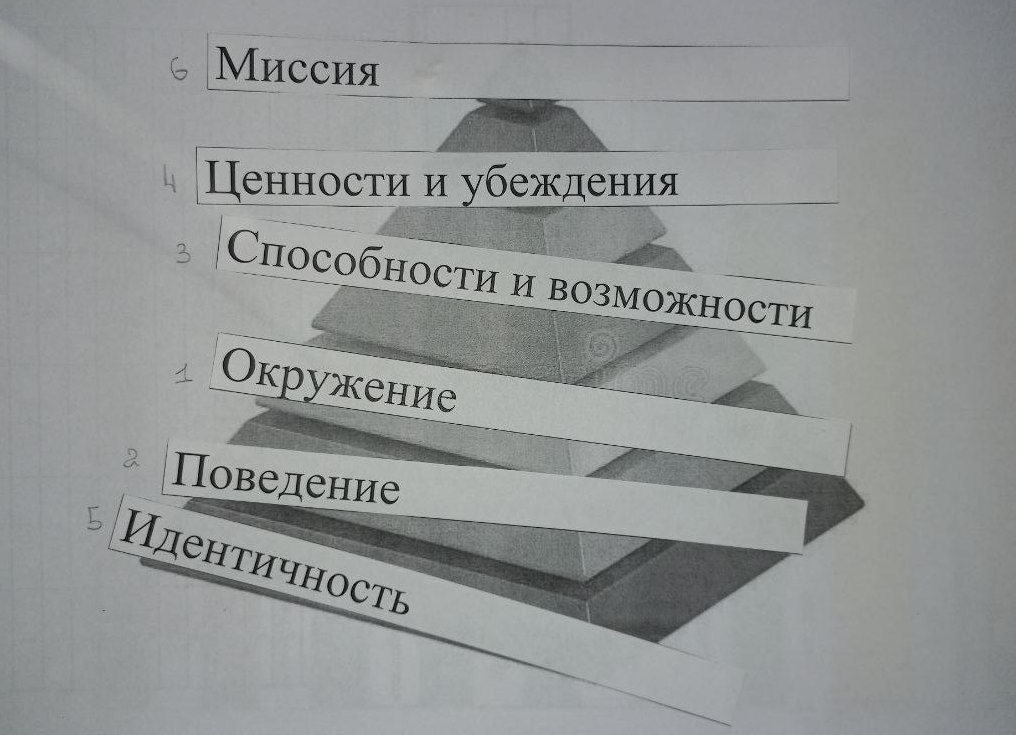 6 Миссия
4 Ценности и убеждения
3 Способности и возможности
1 Окружение
2 Поведение
5 Идентичность